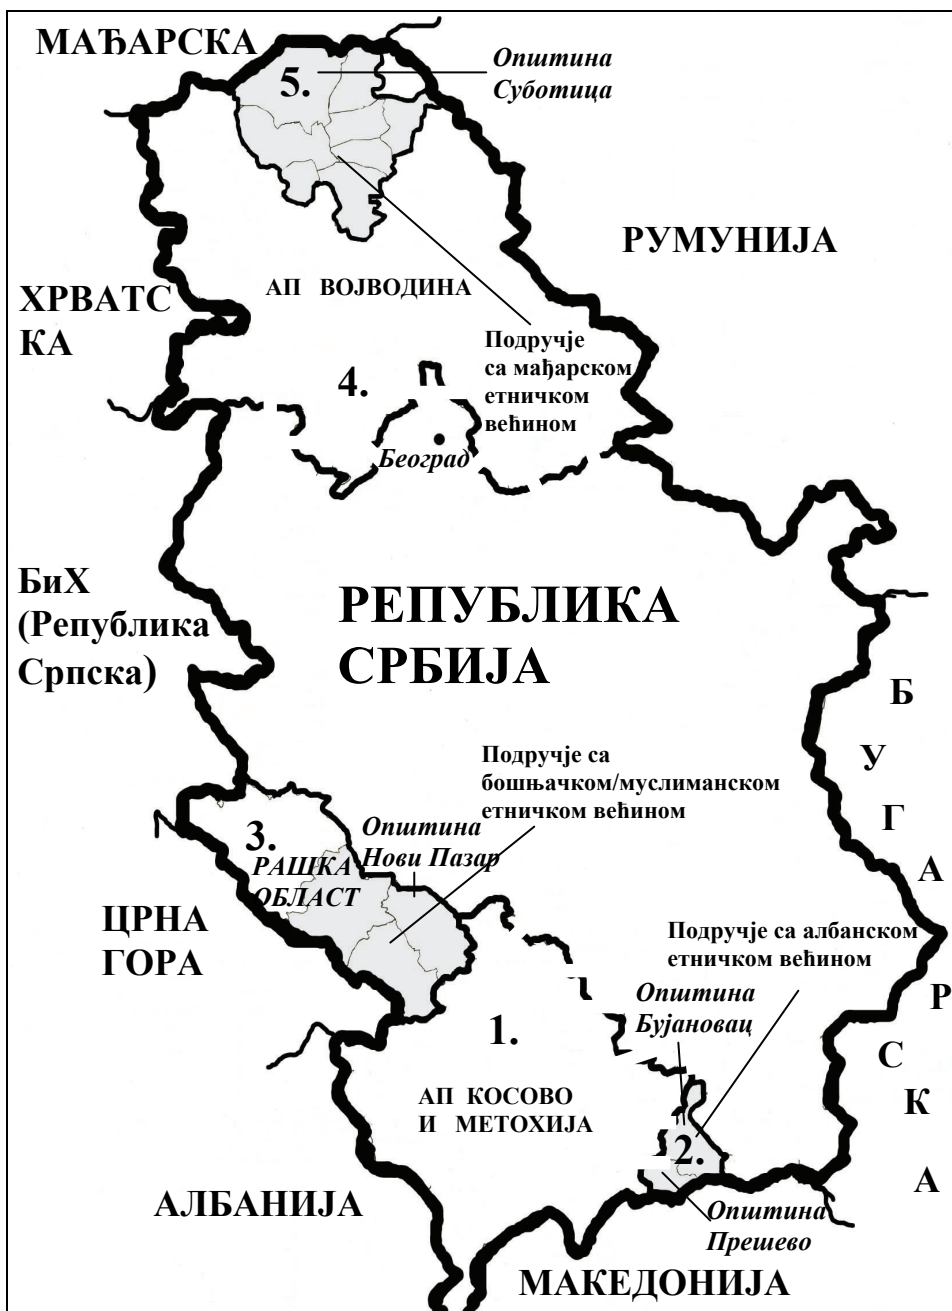 МАЂАРСКА
Општина
Суботица
5.
РУМУНИЈА
АП ВОЈВОДИНА
ХРВАТС
КА
Подручје
са мађарском
етничком
већином
4.
Београд
БиХ
(Република
Српска)
РЕПУБЛИКА
СРБИЈА
Б
У
Г
А
Р
С
К
А
Подручје са
бошњачком/муслиманском
етничком већином
3.
РАШКА
ОБЛАСТ
Општина
Нови Пазар
ЦРНА
ГОРА
Подручје са албанском
етничком већином
Општина
Бујановац
1.
АП КОСОВО
И МЕТОХИЈА
2.
АЛБАНИЈА
Општина
Прешево
МАКЕДОНИЈА